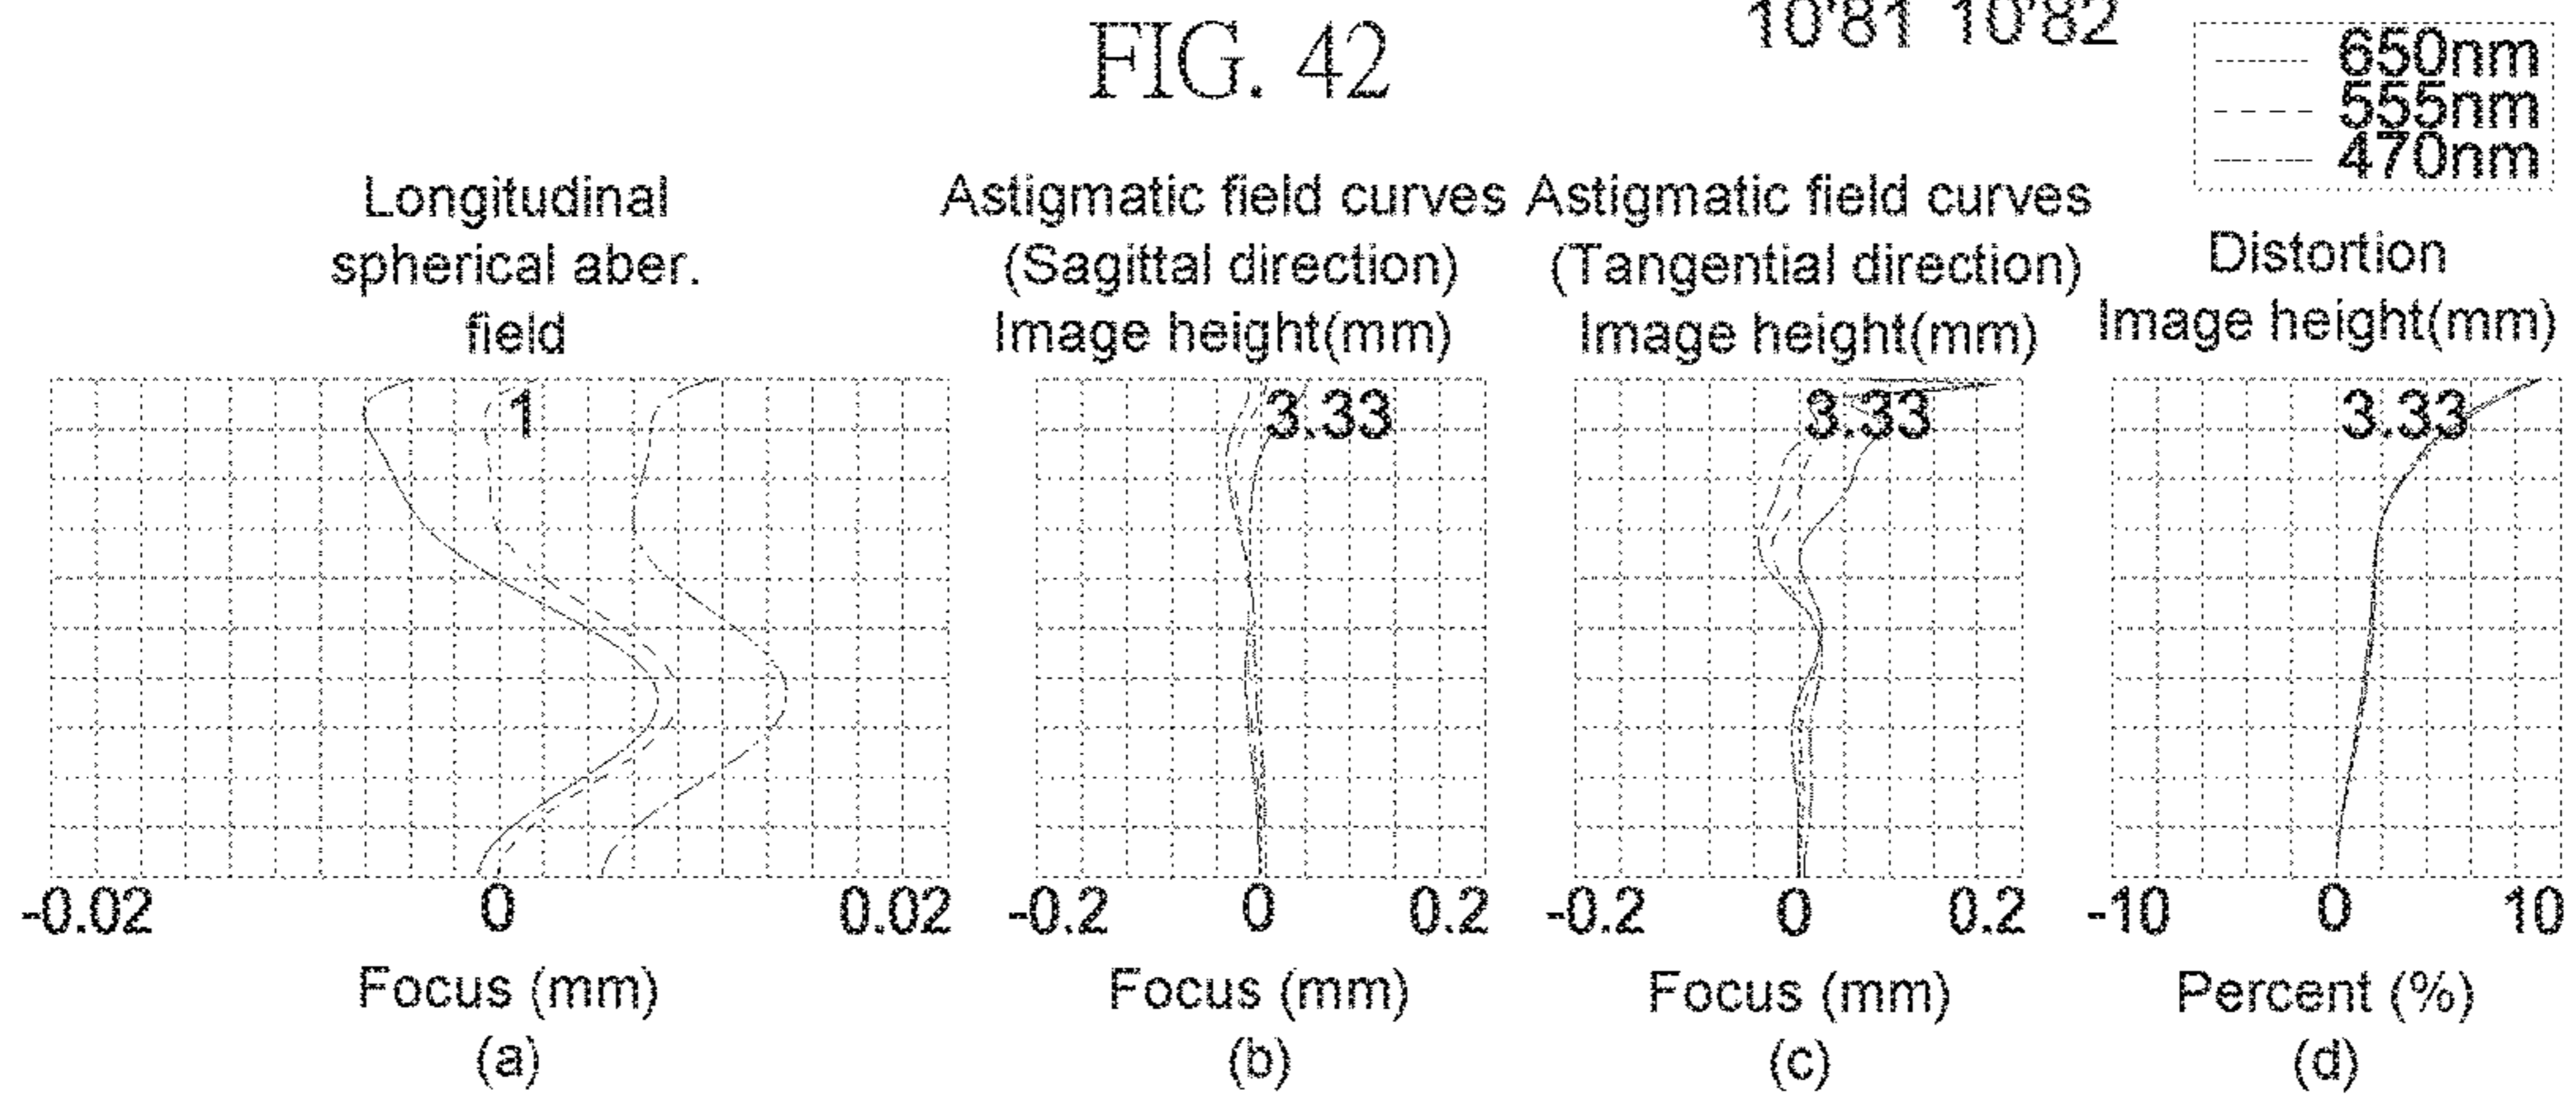 10'81 10'82
FIG. 42
650nm
555nm
470nm
Longitudinal
spherical aber.
field
Astigmatic field curves
(Sagittal direction)
Image height(mm)
Astigmatic field curves
(Tangential direction)
Image height(mm)
Distortion
Image height(mm)
1
3.33
3.33
3.33
-0.02 0 0.02
-0.2 0 0.2
-0.2 0 0.2
-10 0 10
Focus (mm)
Focus (mm)
Focus (mm)
Percent (%)
(a)
(b)
(c)
(d)